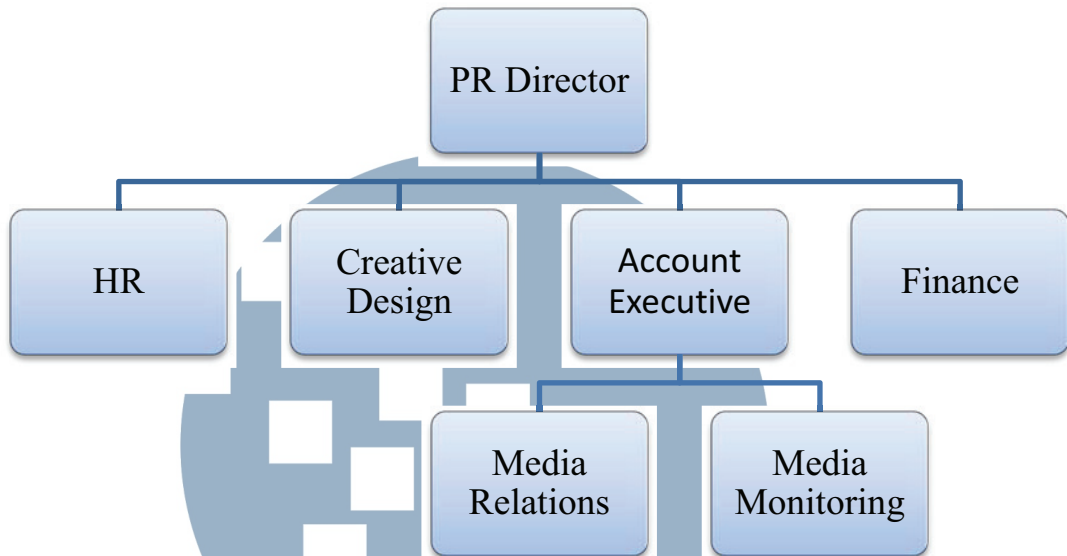 PR Director
HR
Creative
Design
Account
Executive
Finance
Media
Relations
Media
Monitoring